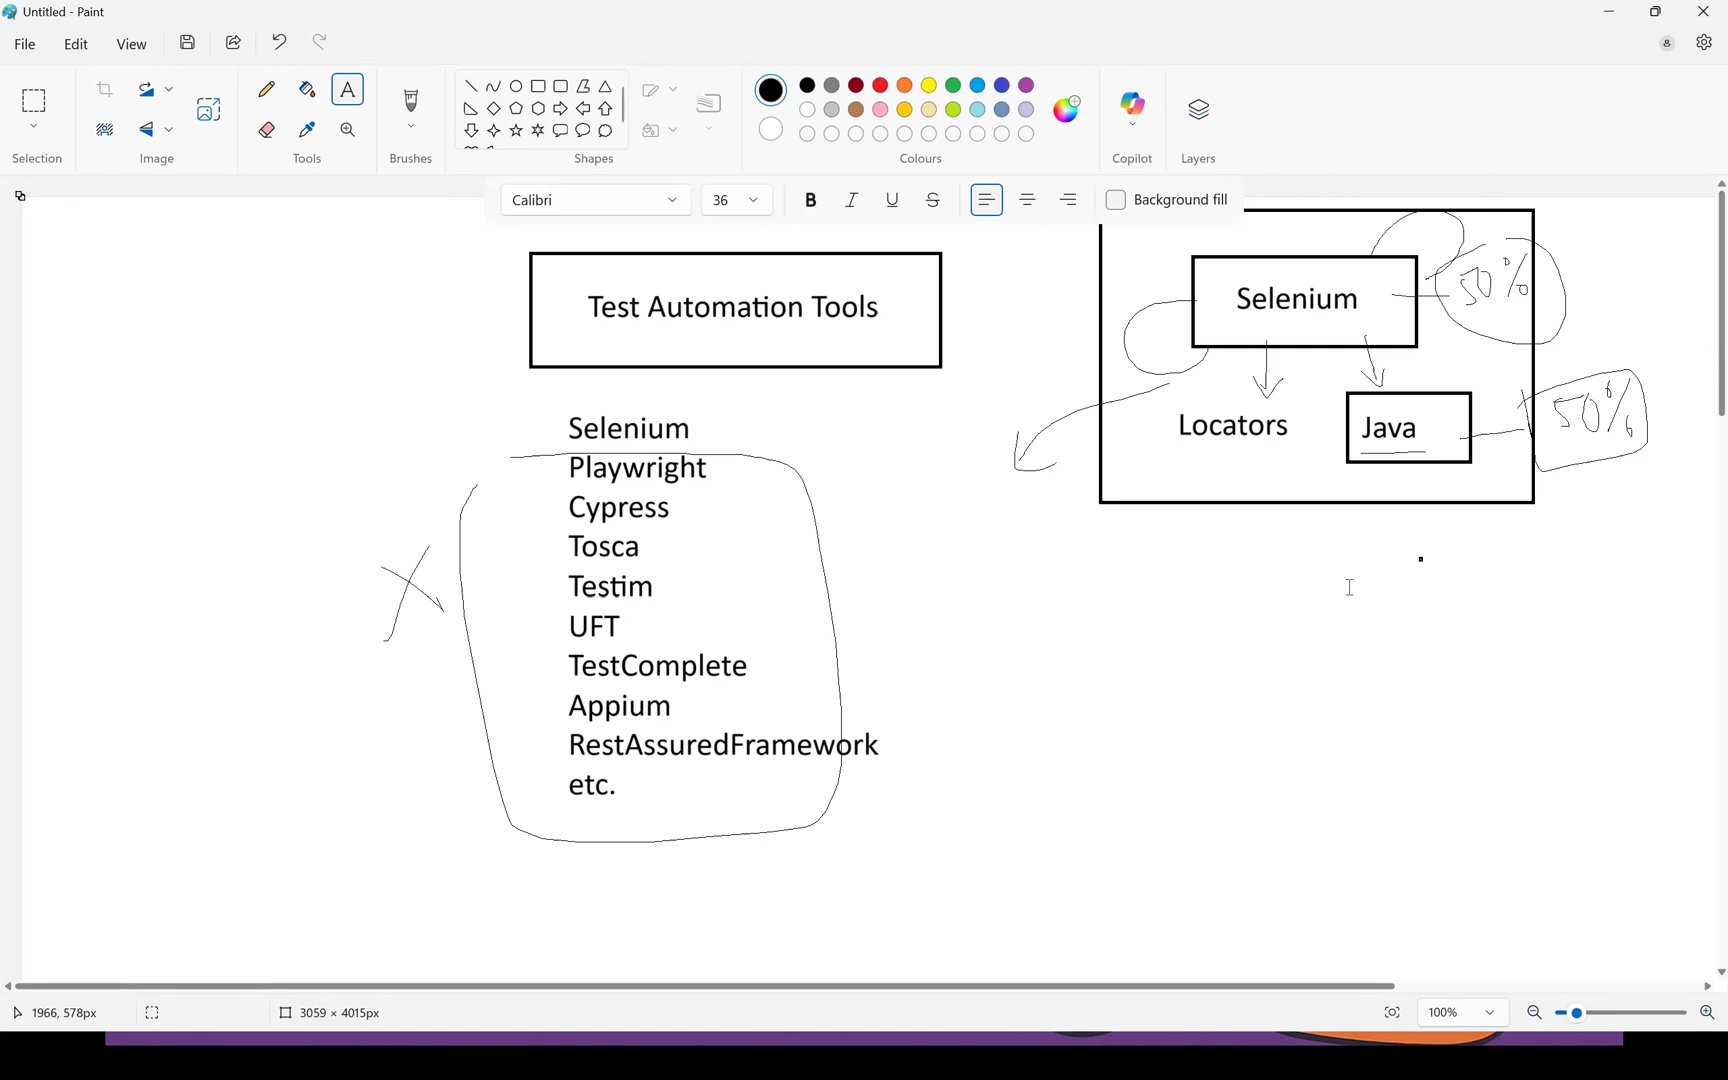 Untitled - Paint
File
Edit
View
Selection
Image
Tools
Brushes
Shapes
Colours
Copilot
Layers
Calibri
36
B
I
U
S
Background fill
Test Automation Tools
Selenium
Playwright
Cypress
Tosca
Testim
UFT
TestComplete
Appium
RestAssuredFramework
etc.
Selenium
50%
Locators
Java
50%
1966, 578px
3059 × 4015px
100%